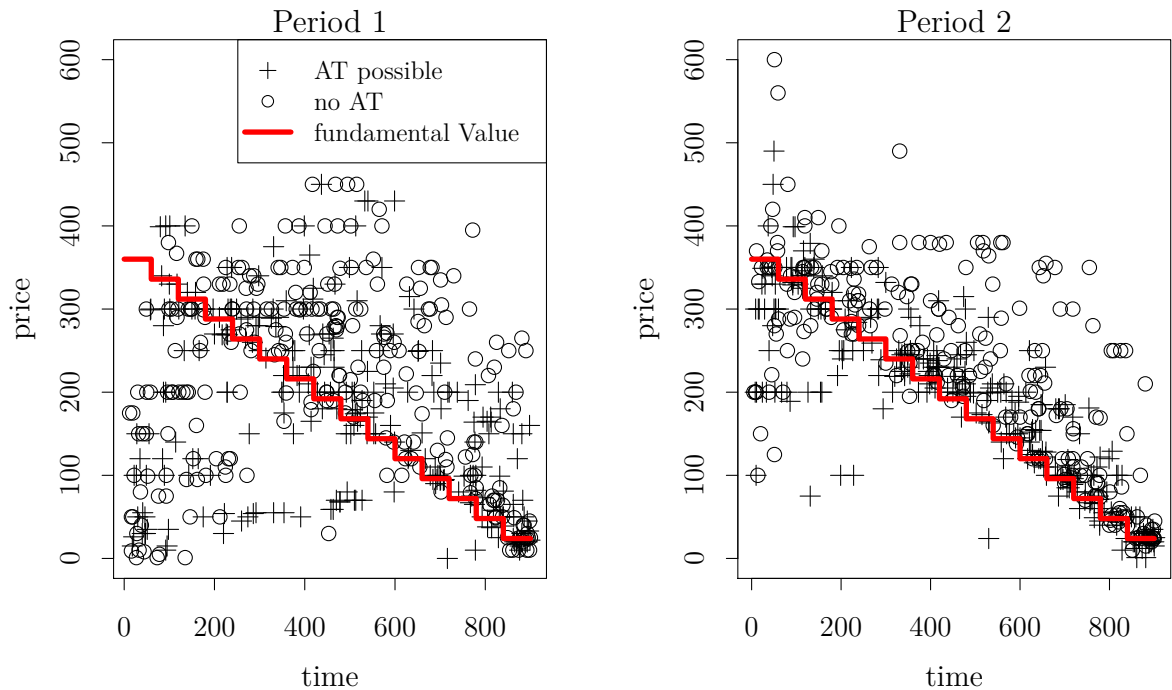 Period 1
Period 2
AT possible
no AT
fundamental Value
price
0 100 200 300 400 500 600
0 200 400 600 800
time
price
0 100 200 300 400 500 600
0 200 400 600 800
time